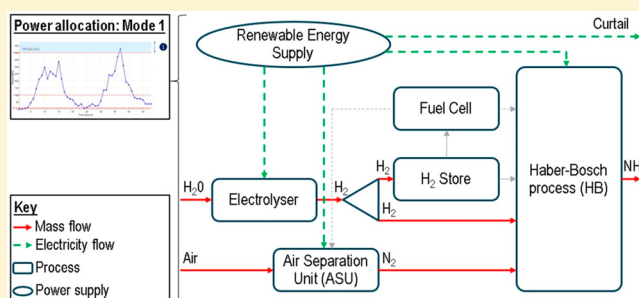 Power allocation: Mode 1
1
Renewable Energy
Supply
Curtail
Fuel Cell
H2
H2 Store
H20
Electrolyser
H2
H2
Haber-Bosch
process (HB)
NH
Air
Air Separation
Unit (ASU)
N2
Key
Mass flow
Electricity flow
Process
Power supply